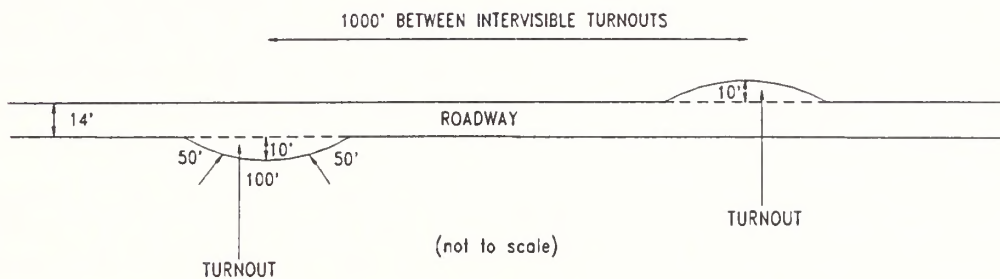 1000' BETWEEN INTERVISIBLE TURNOUTS
10'
14'
ROADWAY
10'
50'
50'
100'
TURNOUT
(not to scale)
TURNOUT